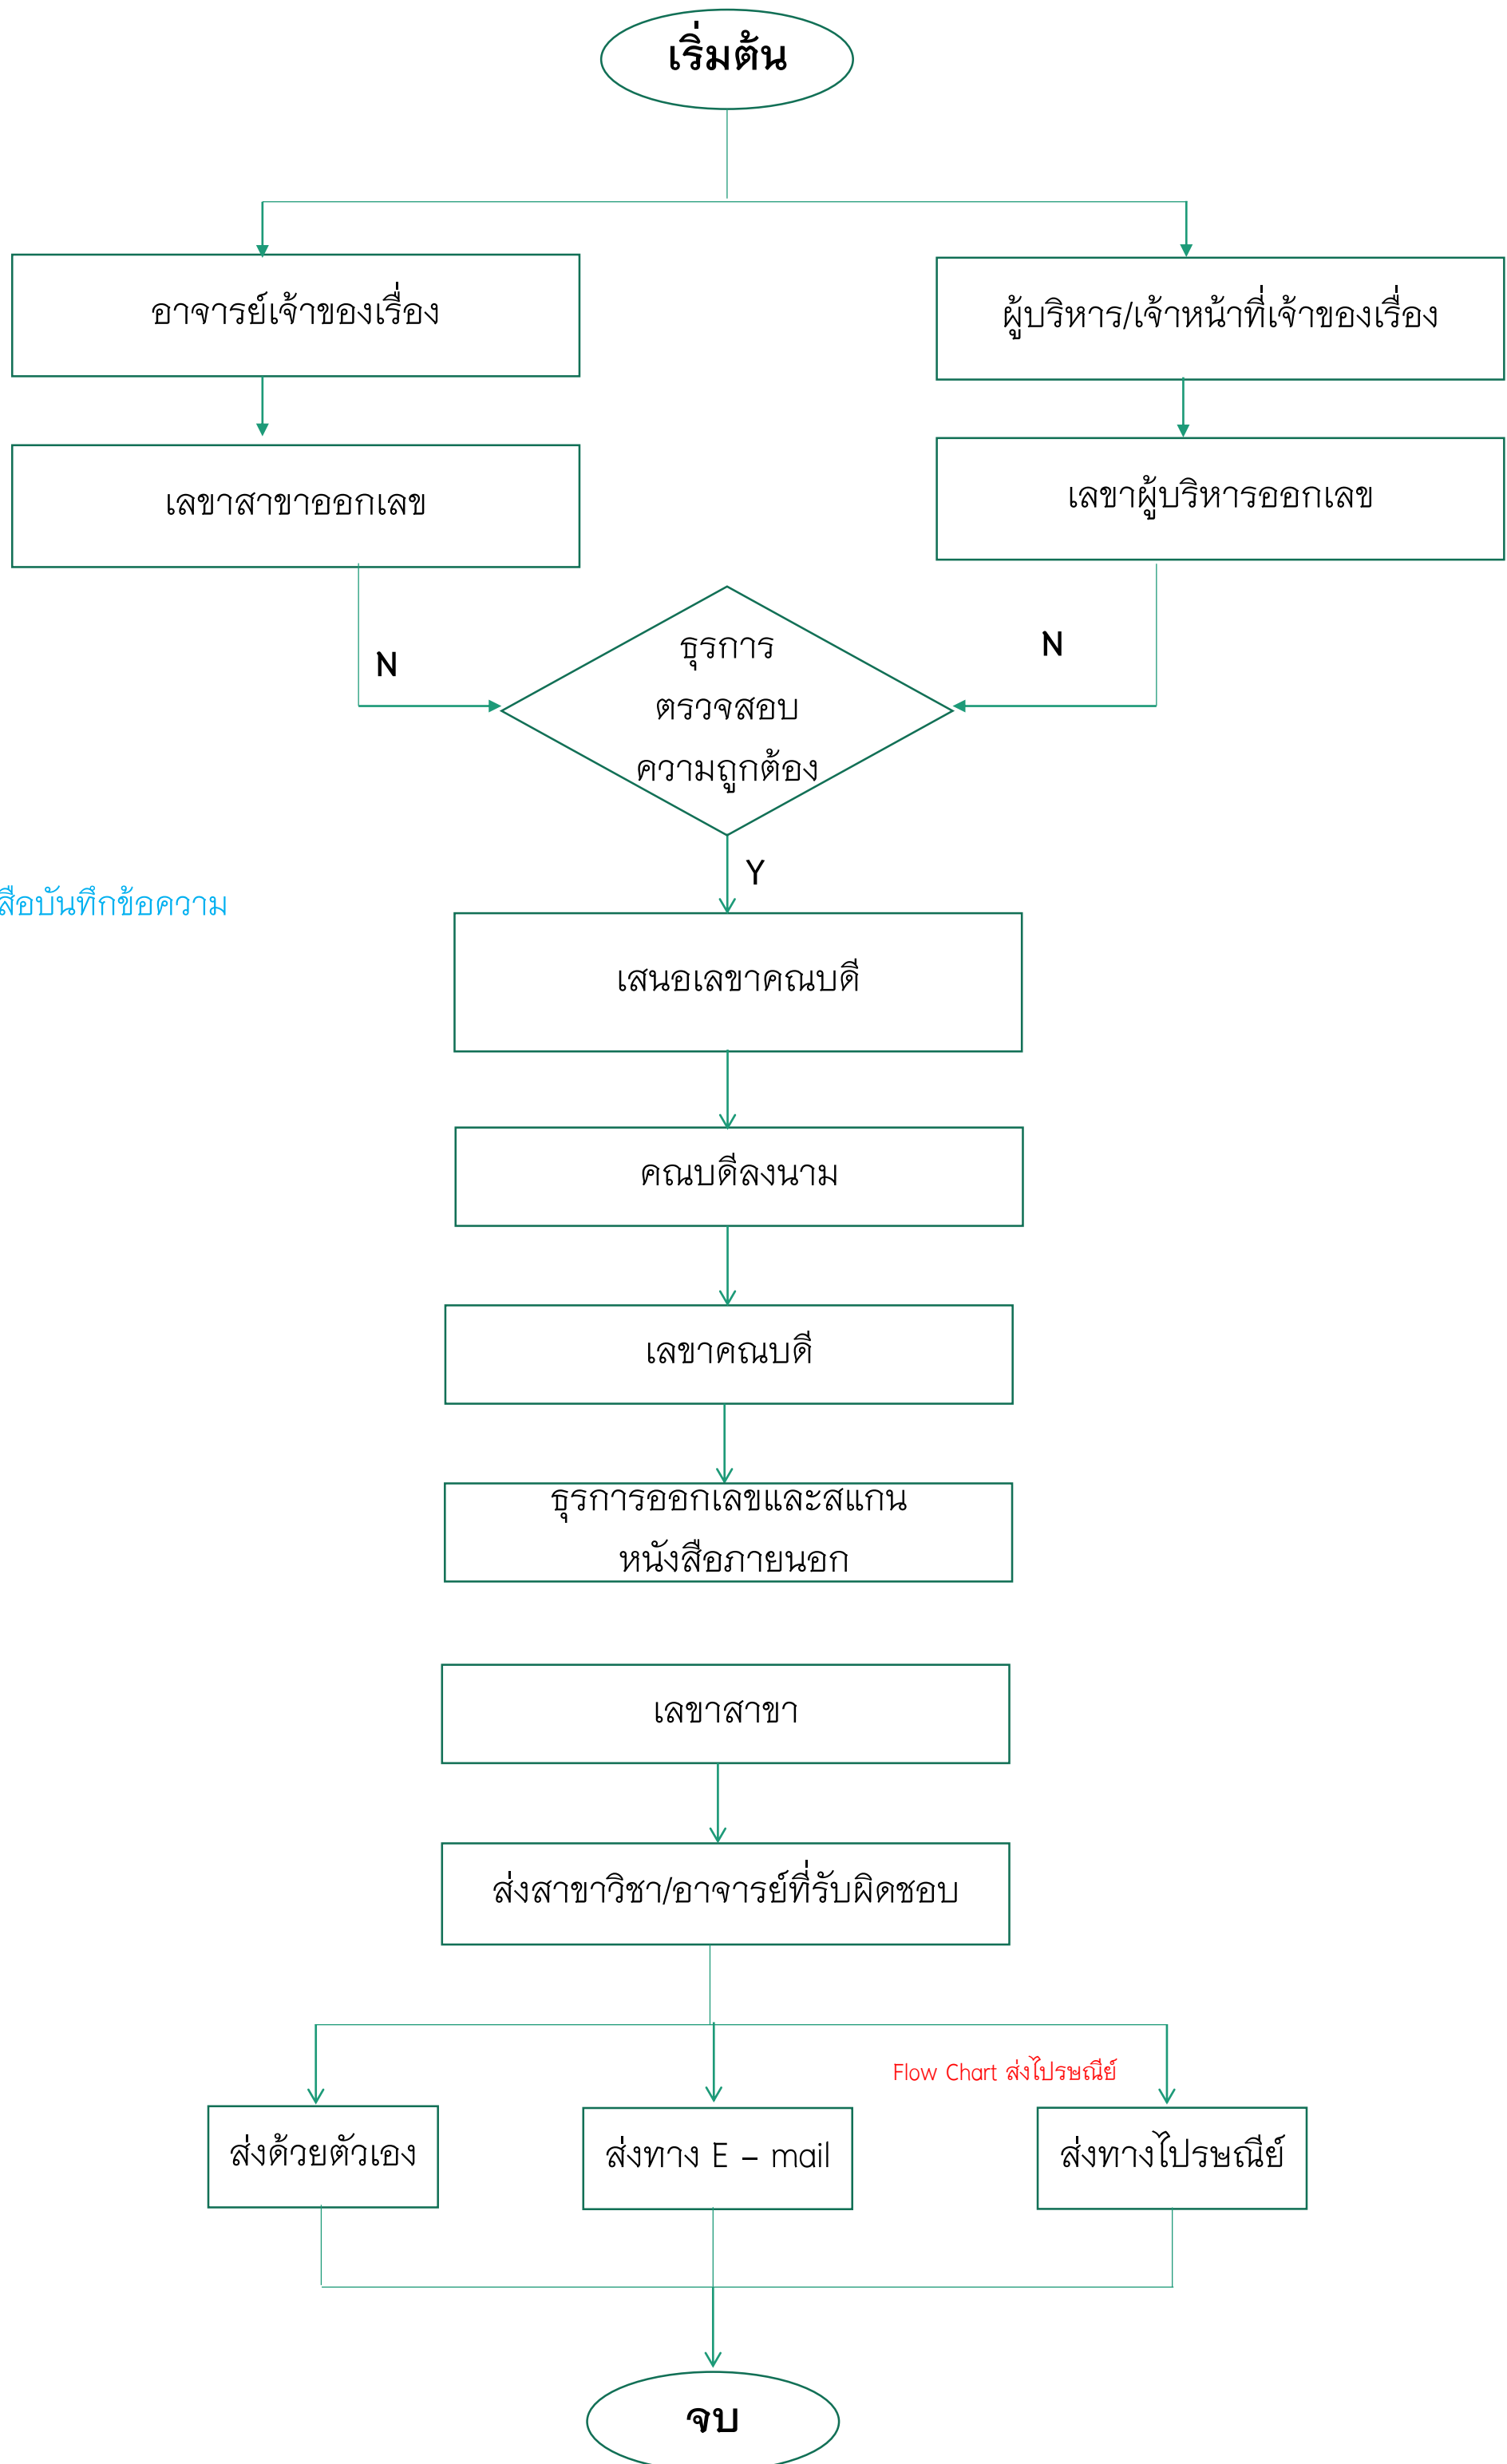 เริ่มต้น
อาจารย์เจ้าของเรื่อง
ผู้บริหาร/เจ้าหน้าที่เจ้าของเรื่อง
เลขาสาขาออกเลข
เลขาผู้บริหารออกเลข
N
N
ธุรการ
ตรวจสอบ
ความถูกต้อง
Y
สือบันทึกข้อความ
เสนอเลขาคณบดี
คณบดีลงนาม
เลขาคณบดี
ธุรการออกเลขและสแกน
หนังสือภายนอก
เลขาสาขา
ส่งสาขาวิชา/อาจารย์ที่รับผิดชอบ
Flow Chart ส่งไปรษณีย์
ส่งด้วยตัวเอง
ส่งทาง E – mail
ส่งทางไปรษณีย์
จบ